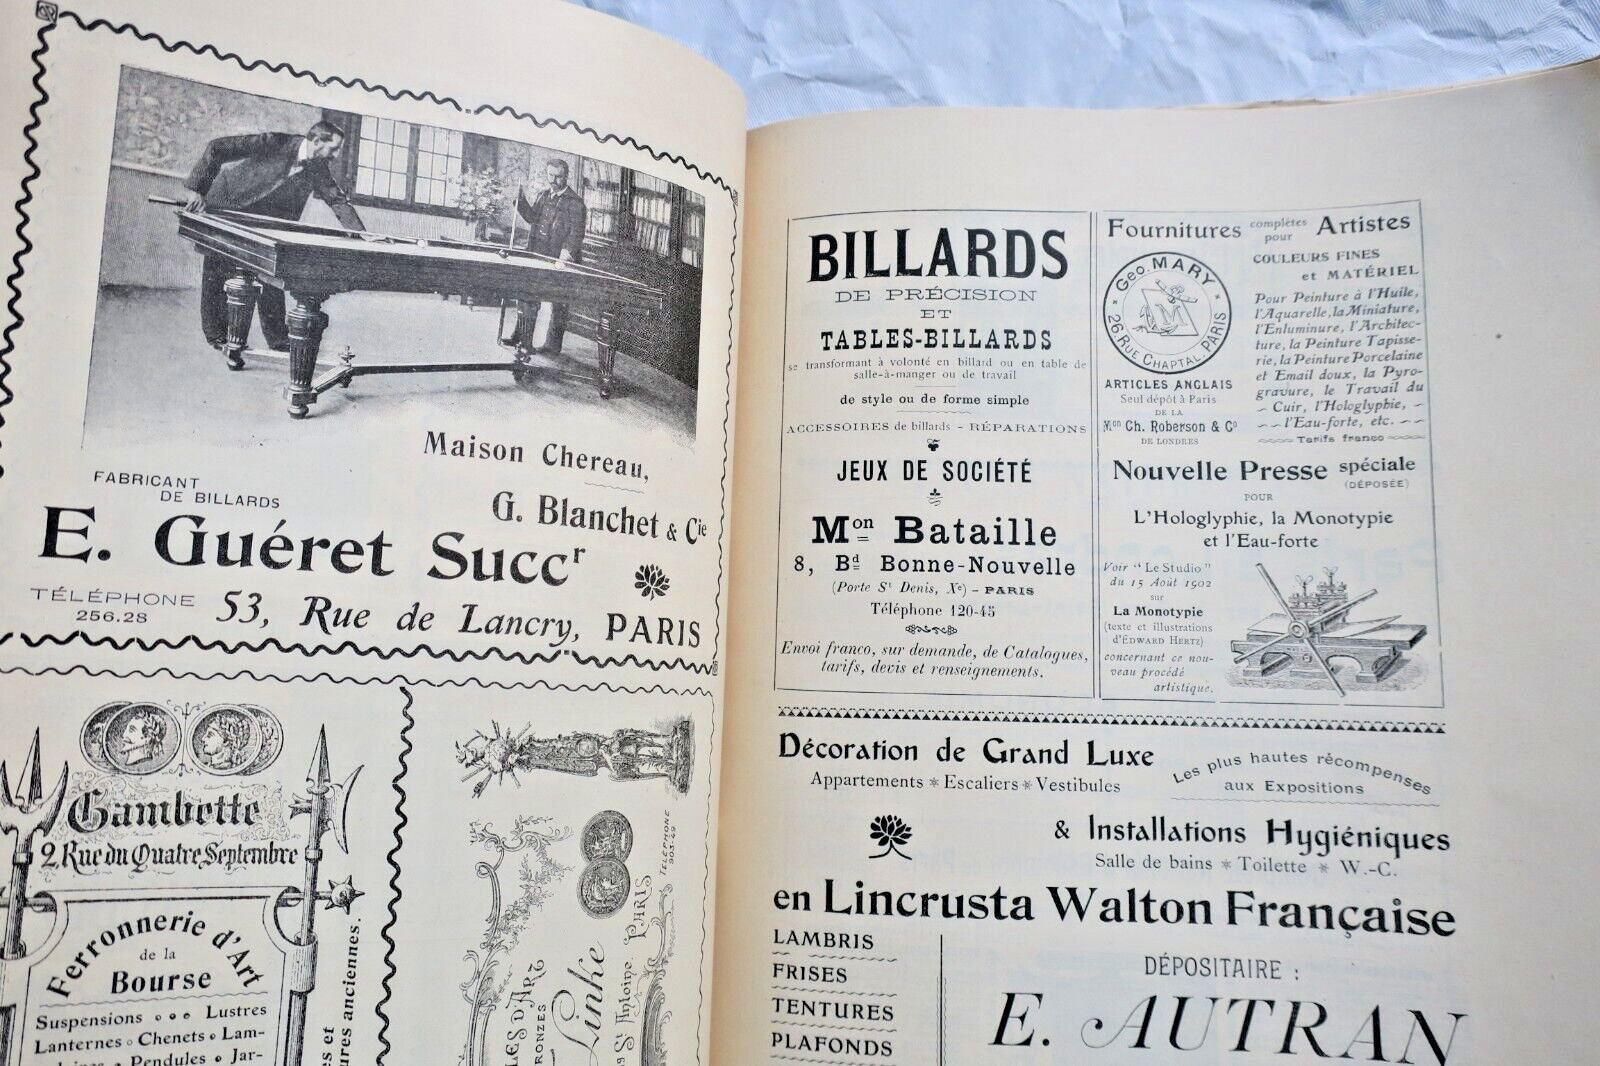 Maison Chereau,
FABRICANT
DE BILLARDS
G. Blanchet & Cie
E. Guéret Succr
TÉLÉPHONE
256.28
53, Rue de Lancry, PARIS
Gambette
2, Rue du Quatre Septembre
Ferronnerie d'Art
de la
Bourse
Suspensions Lustres
Lanternes Chenets Lam-
Pendules Jar-
ures anciennes.
TÉLÉPHONE
903-49
PARIS
Linke
St Antoine.
D'ART
BRONZES
BILLARDS
DE PRÉCISION
ET
TABLES-BILLARDS
se transformant à volonté en billard ou en table de
salle-à-manger ou de travail
de style ou de forme simple
ACCESSOIRES de billards - RÉPARATIONS
JEUX DE SOCIÉTÉ
Mon Bataille
8, Bd Bonne-Nouvelle
(Porte St Denis, Xe) - PARIS
Téléphone 120-45
Envoi franco, sur demande, de Catalogues,
tarifs, devis et renseignements.
Fournitures complètes pour Artistes
COULEURS FINES
et MATÉRIEL
Geo. MARY
26, RUE CHAPTAL, PARIS
Pour Peinture à l'Huile,
l'Aquarelle, la Miniature,
l'Enluminure, l'Architec-
ture, la Peinture Tapisse-
rie, la Peinture Porcelaine
et Email doux, la Pyro-
gravure, le Travail du
Cuir, l'Hologlyphie,
l'Eau-forte, etc.
Tarifs franco
ARTICLES ANGLAIS
Seul dépôt à Paris
DE LA
Mon Ch. Roberson & Co
DE LONDRES
Nouvelle Presse spéciale
(DÉPOSÉE)
POUR
L'Hologlyphie, la Monotypie
et l'Eau-forte
Voir "Le Studio"
du 15 Août 1902
sur
La Monotypie
(texte et illustrations
d'EDWARD HERTZ)
concernant ce nou-
veau procédé
artistique.
Décoration de Grand Luxe
Appartements * Escaliers * Vestibules
Les plus hautes récompenses
aux Expositions
& Installations Hygiéniques
Salle de bains * Toilette * W.-C.
en Lincrusta Walton Française
LAMBRIS
FRISES
TENTURES
PLAFONDS
DÉPOSITAIRE :
E. AUTRAN